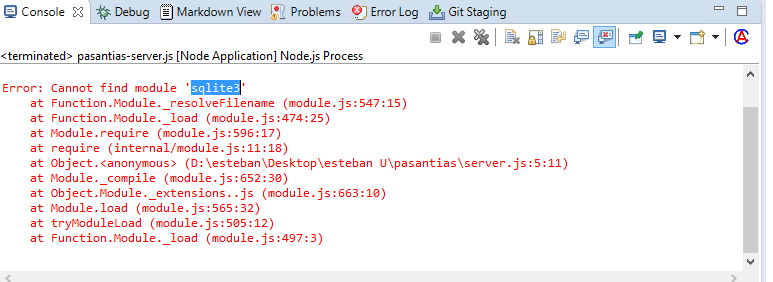 Console Debug Markdown View Problems Error Log Git Staging
<terminated> pasantias-server.js [Node Application] Node.js Process
Error: Cannot find module 'sqlite3'
at Function.Module._resolveFilename (module.js:547:15)
at Function.Module._load (module.js:474:25)
at Module.require (module.js:596:17)
at require (internal/module.js:11:18)
at Object.<anonymous> (D:\esteban\Desktop\esteban U\pasantias\server.js:5:11)
at Module._compile (module.js:652:30)
at Object.Module._extensions..js (module.js:663:10)
at Module.load (module.js:565:32)
at tryModuleLoad (module.js:505:12)
at Function.Module._load (module.js:497:3)